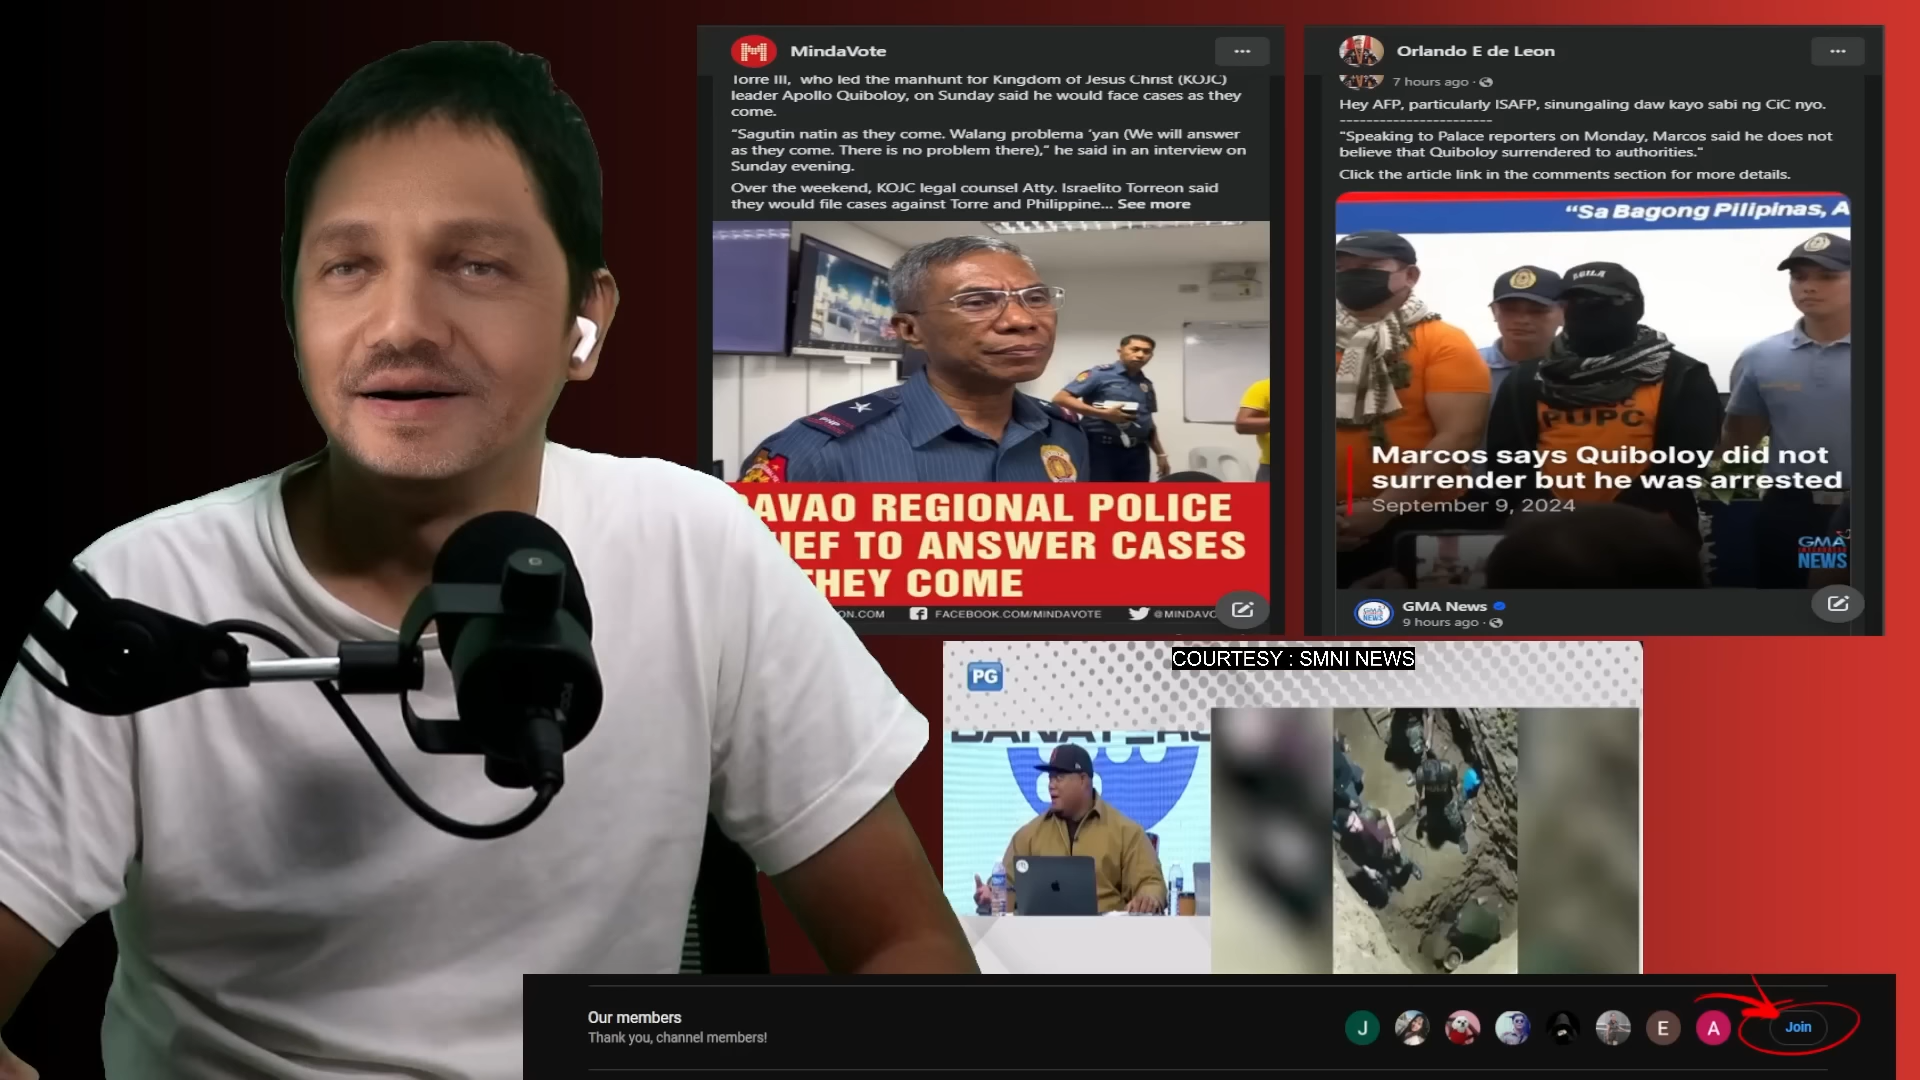 MindaVote
Torre III, who led the manhunt for Kingdom of Jesus Christ (KOJC)
leader Apollo Quiboloy, on Sunday said he would face cases as they
come.
“Sagutin natin as they come. Walang problema ‘yan (We will answer
as they come. There is no problem there),” he said in an interview on
Sunday evening.
Over the weekend, KOJC legal counsel Atty. Israelito Torreon said
they would file cases against Torre and Philippine... See more
AVAO REGIONAL POLICE
IEF TO ANSWER CASES
THEY COME
ON.COM
FACEBOOK.COM/MINDAVOTE
@MINDAVO
Orlando E de Leon
7 hours ago ·
Hey AFP, particularly ISAFP, sinungaling daw kayo sabi ng CiC nyo.
-----------------------
"Speaking to Palace reporters on Monday, Marcos said he does not
believe that Quiboloy surrendered to authorities."
Click the article link in the comments section for more details.
“Sa Bagong Pilipinas, A
PUPC
Marcos says Quiboloy did not
surrender but he was arrested
September 9, 2024
GMA
INTEGRATED
NEWS
GMA News
9 hours ago ·
COURTESY : SMNI NEWS
PG
Our members
Thank you, channel members!
J
E
A
Join